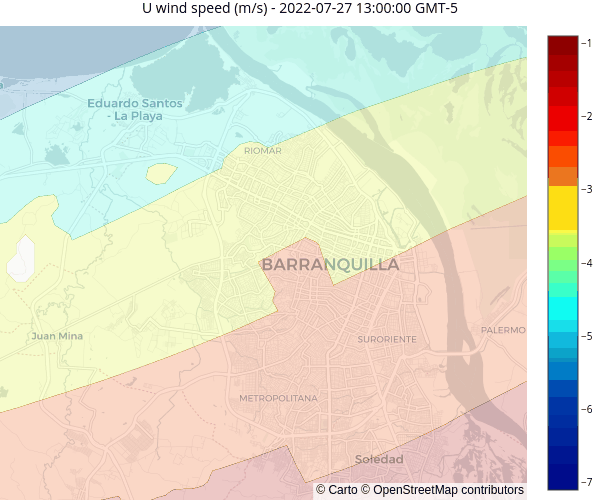 U wind speed (m/s) - 2022-07-27 13:00:00 GMT-5
Eduardo Santos
- La Playa
RIOMAR
BARRANQUILLA
Juan Mina
SURORIENTE
PALERMO
METROPOLITANA
Soledad
© Carto © OpenStreetMap contributors
−1
−2
−3
−4
−5
−6
−7